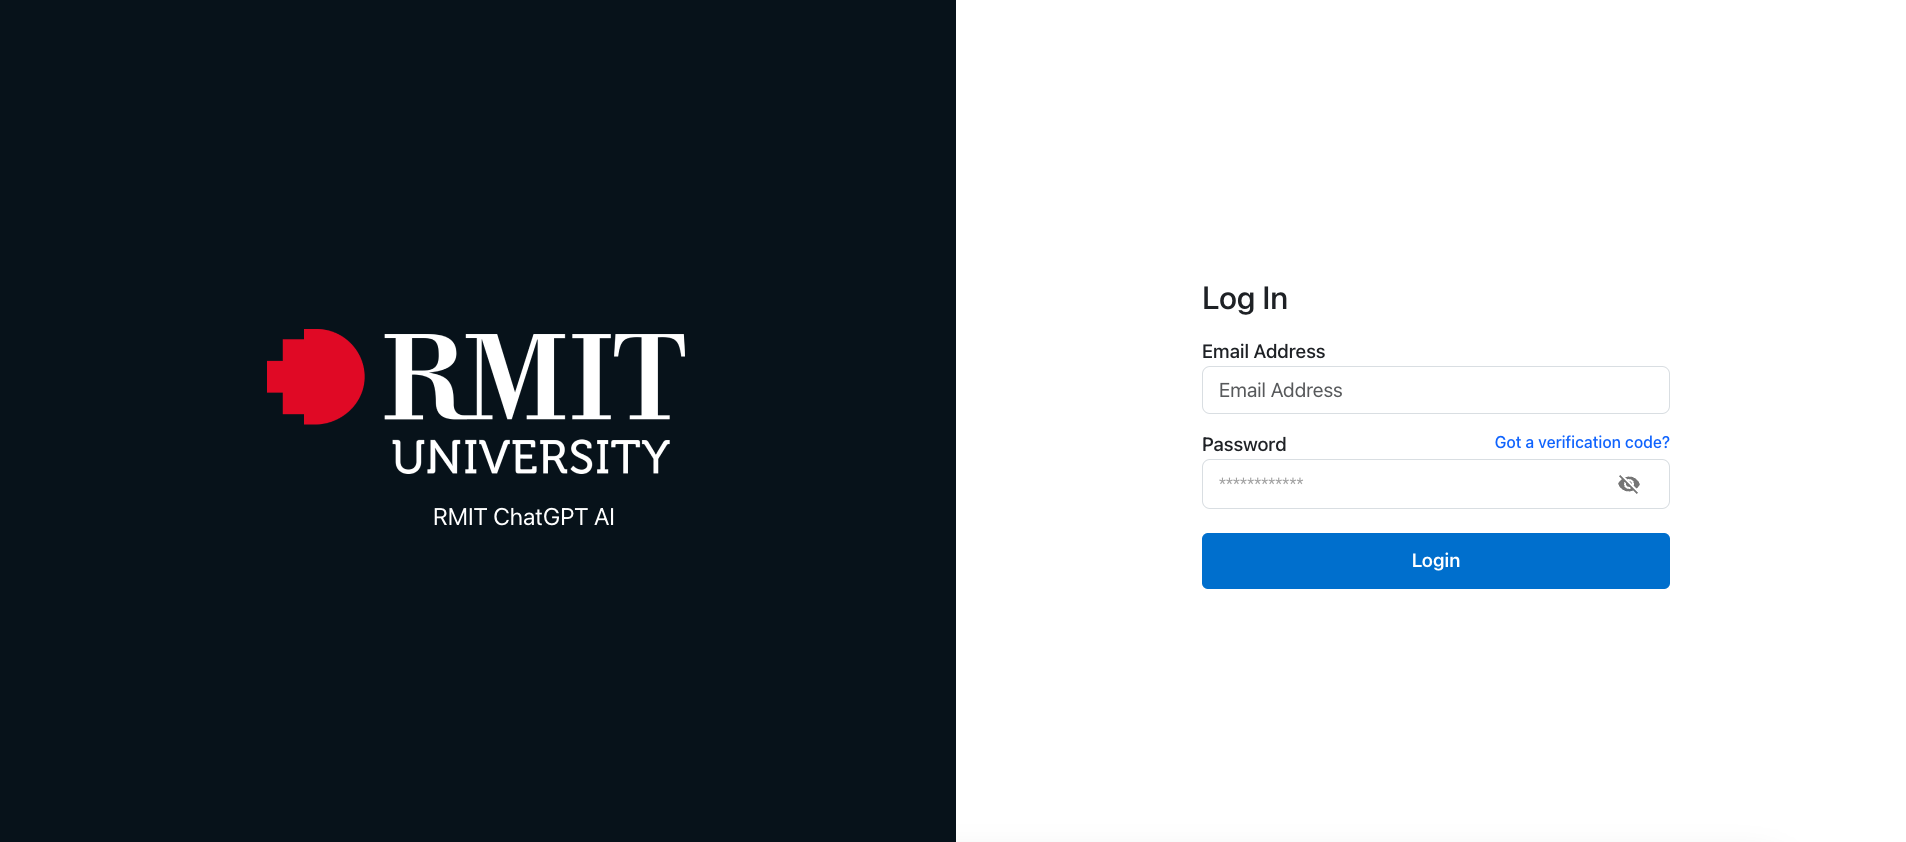 RMIT
UNIVERSITY
RMIT ChatGPT AI
Log In
Email Address
Email Address
Password
Got a verification code?
************
Login